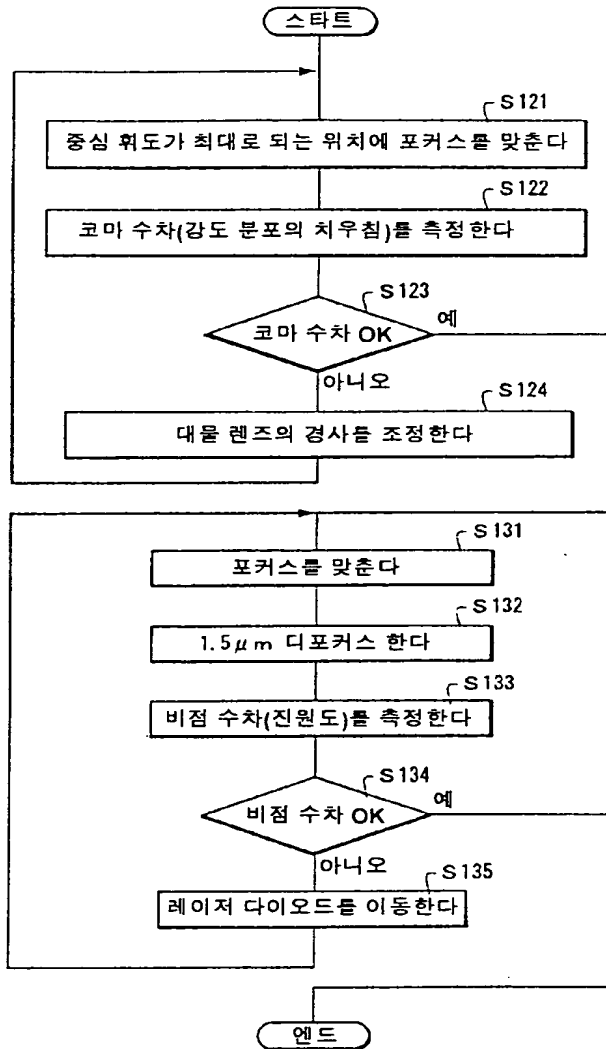 스타트
S121
중심 휘도가 최대로 되는 위치에 포커스를 맞춘다
S122
코마 수차(강도 분포의 치우침)를 측정한다
S123
코마 수차 OK
예
아니오
S124
대물 렌즈의 경사를 조정한다
S131
포커스를 맞춘다
S132
1.5μm 디포커스 한다
S133
비점 수차(진원도)를 측정한다
S134
비점 수차 OK
예
아니오
S135
레이저 다이오드를 이동한다
엔드